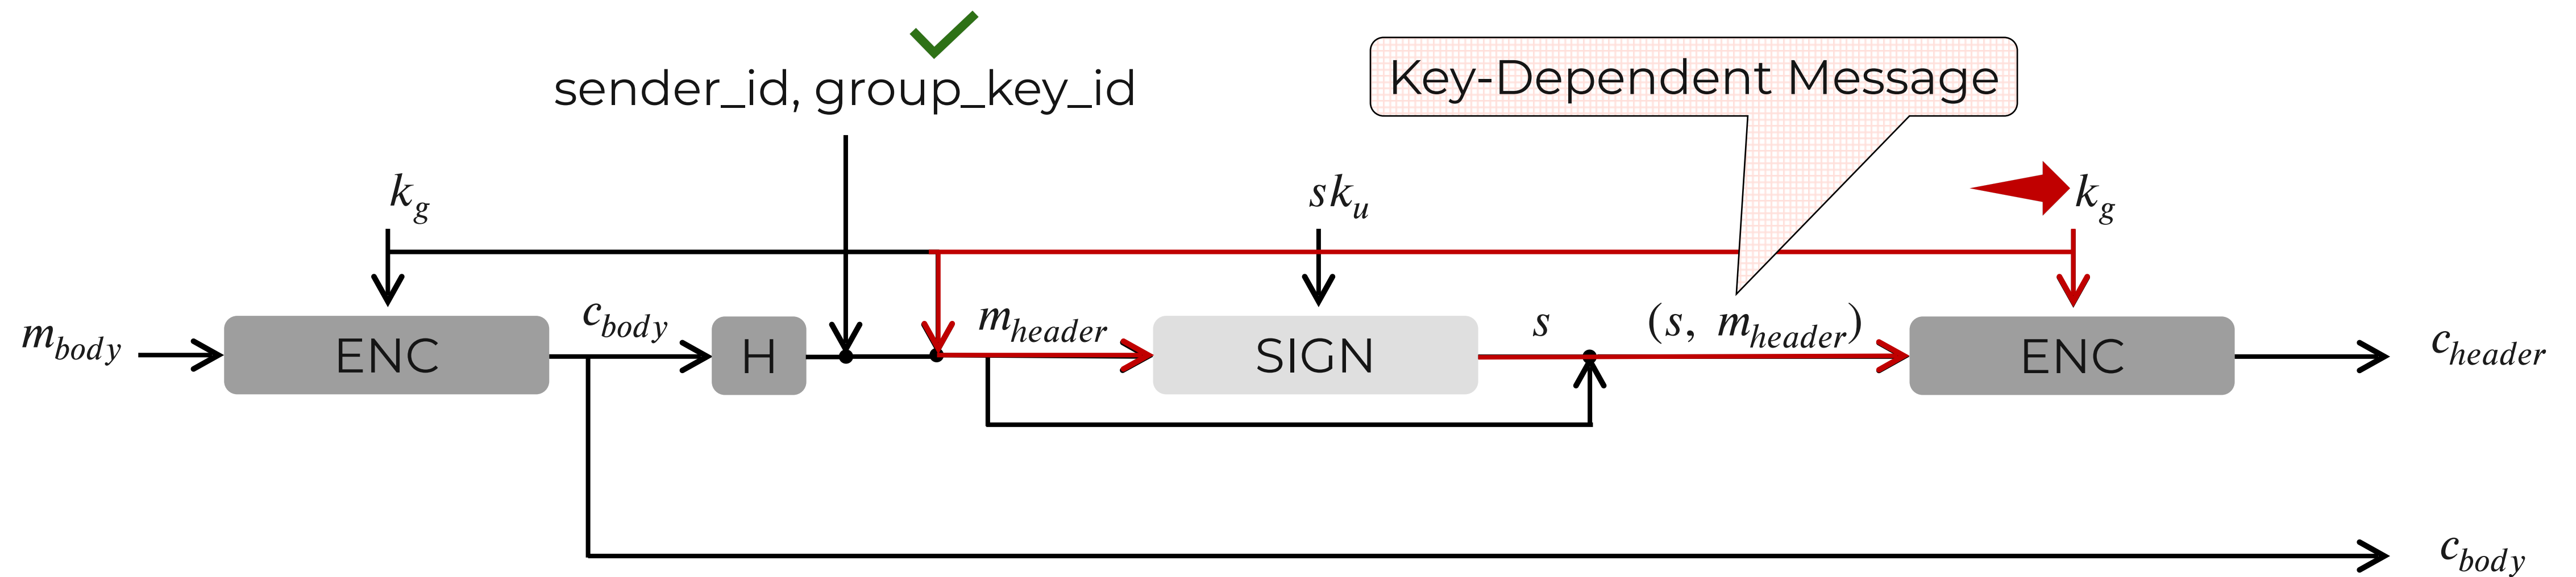 sender_id, group_key_id
Key-Dependent Message
k_g
sk_u
k_g
m_body
ENC
c_body
H
m_header
SIGN
s
(s, m_header)
ENC
c_header
c_body